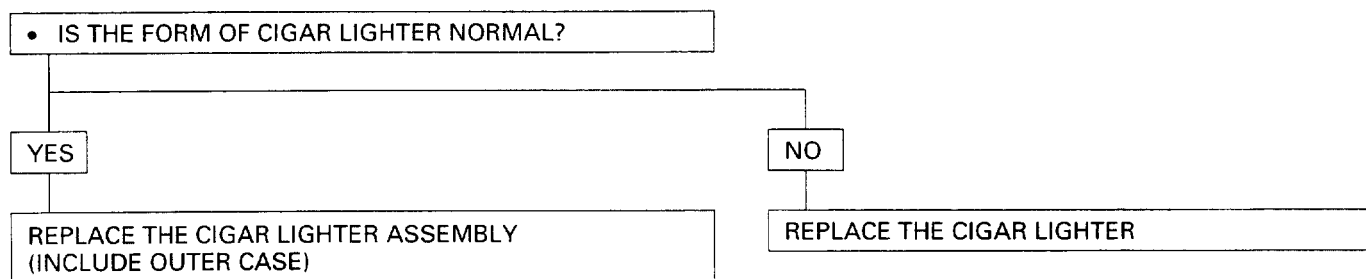 • IS THE FORM OF CIGAR LIGHTER NORMAL?
YES
NO
REPLACE THE CIGAR LIGHTER ASSEMBLY
(INCLUDE OUTER CASE)
REPLACE THE CIGAR LIGHTER